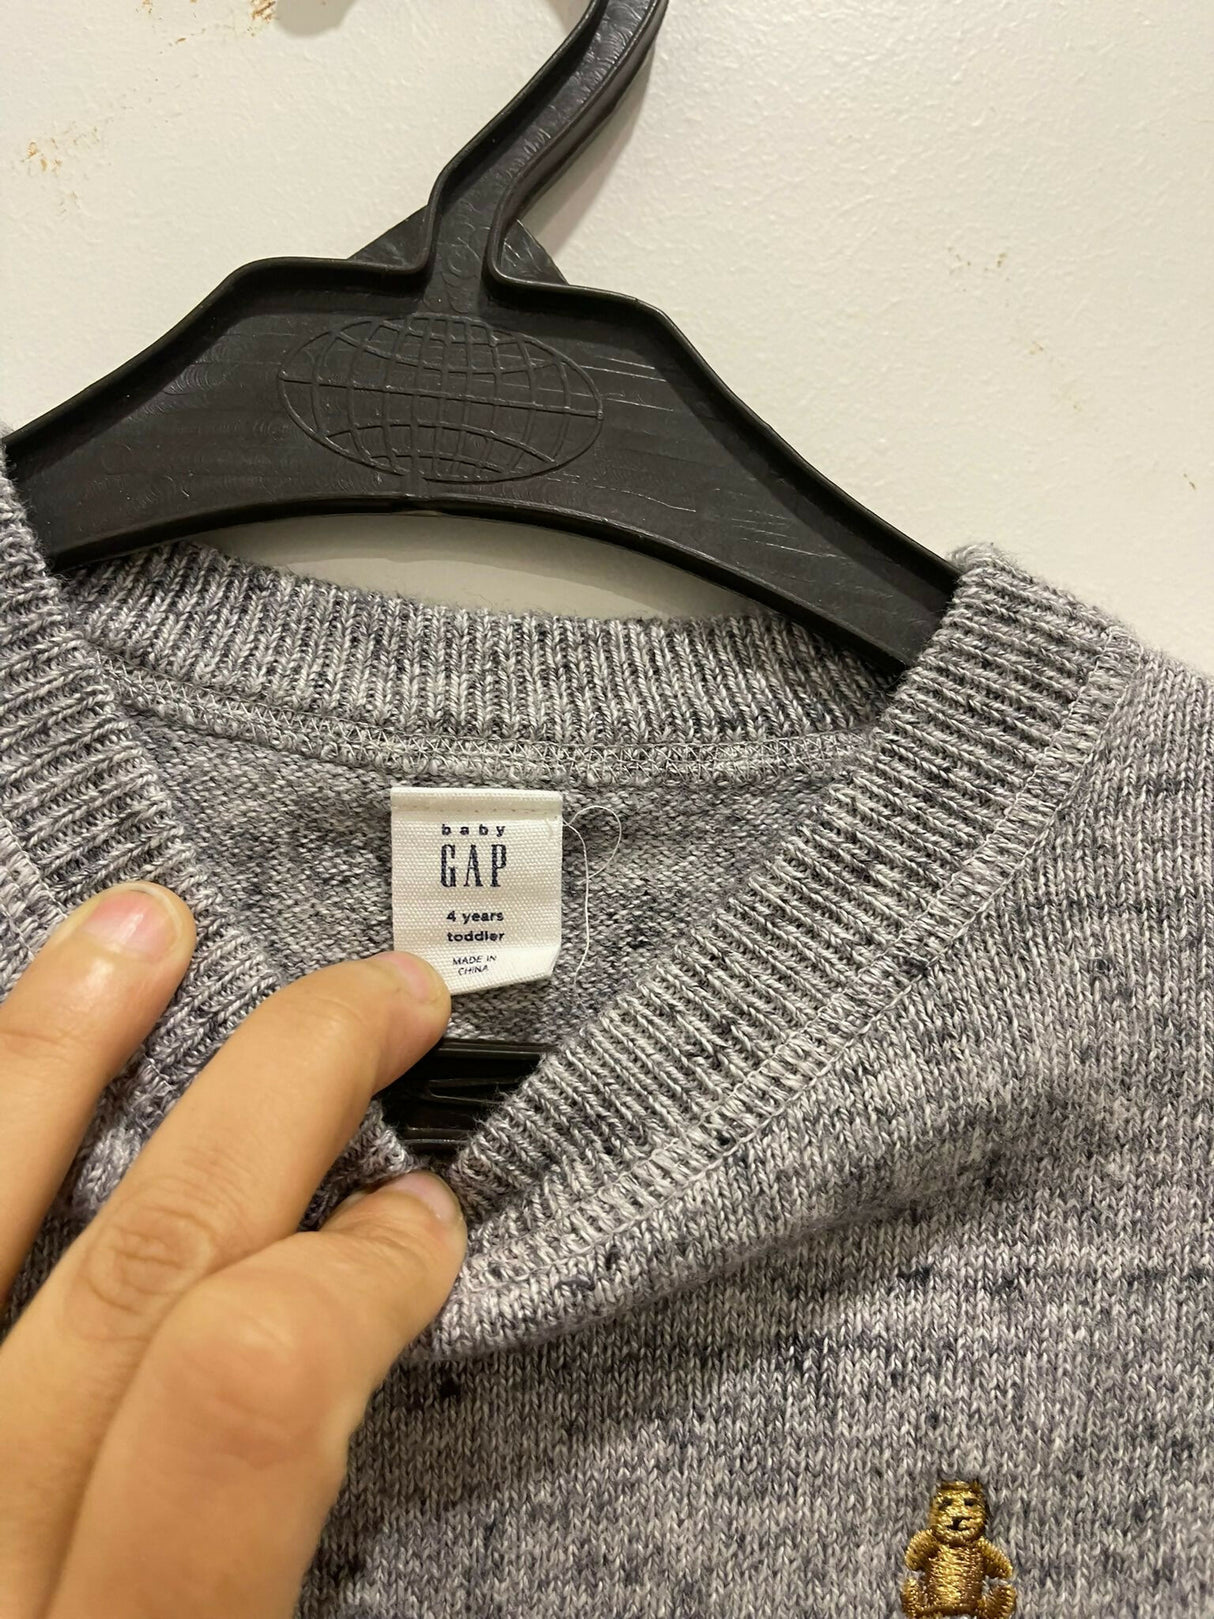 baby
GAP
4 years
toddler
MADE IN
CHINA